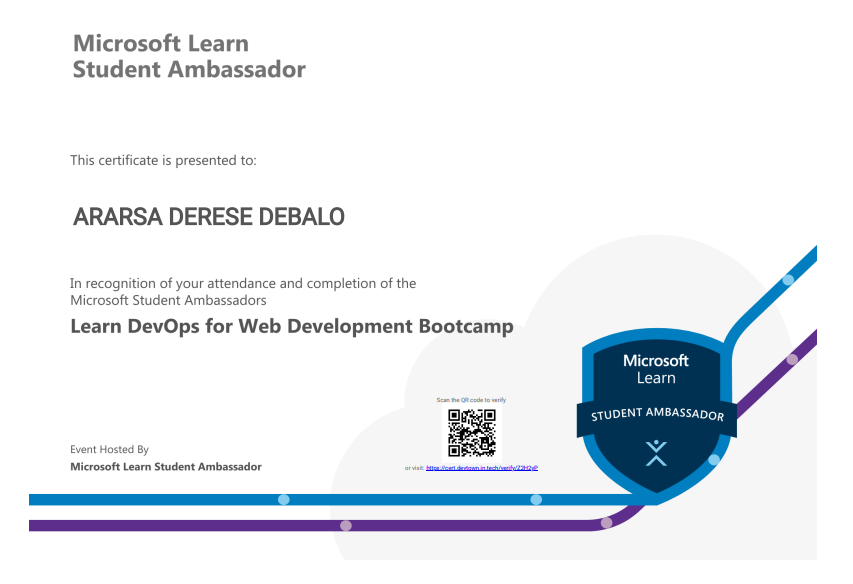 Microsoft Learn
Student Ambassador
This certificate is presented to:
ARARSA DERESE DEBALO
In recognition of your attendance and completion of the
Microsoft Student Ambassadors
Learn DevOps for Web Development Bootcamp
Microsoft
Learn
STUDENT AMBASSADOR
Scan the QR code to verify
Event Hosted By
Microsoft Learn Student Ambassador
or visit: https://cert.devtown.in.tech/verify/Z2H2yP